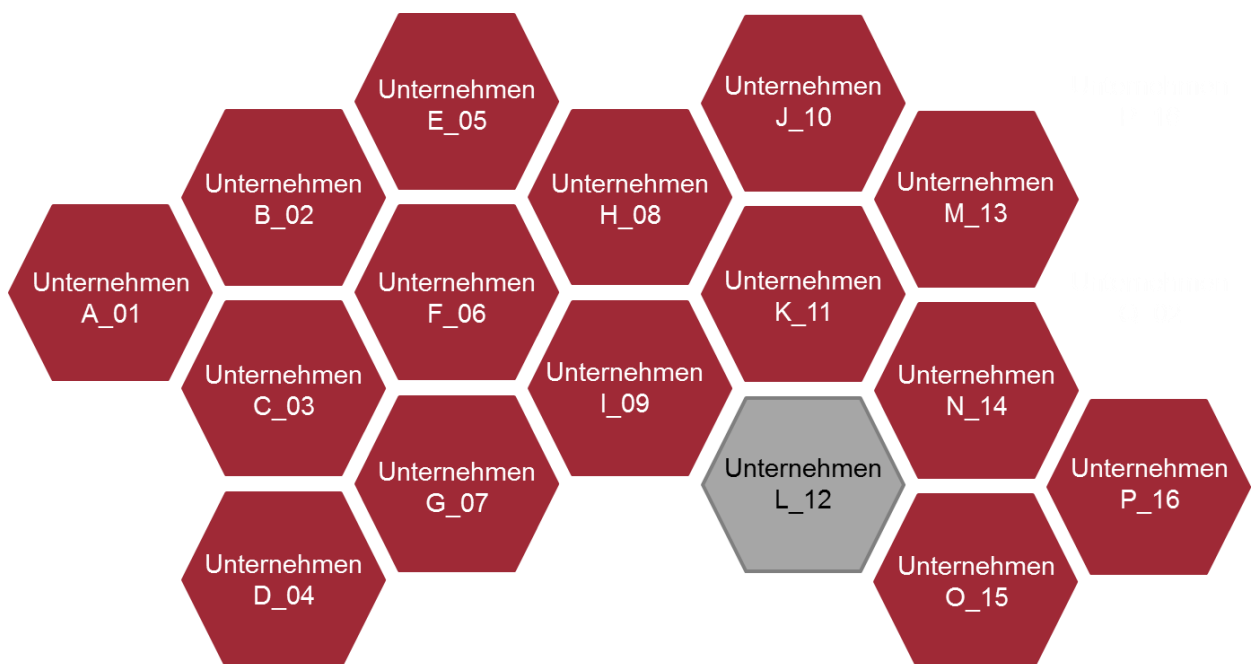 Unternehmen
A_01
Unternehmen
B_02
Unternehmen
C_03
Unternehmen
D_04
Unternehmen
E_05
Unternehmen
F_06
Unternehmen
G_07
Unternehmen
H_08
Unternehmen
I_09
Unternehmen
J_10
Unternehmen
K_11
Unternehmen
L_12
Unternehmen
M_13
Unternehmen
N_14
Unternehmen
O_15
Unternehmen
P_16